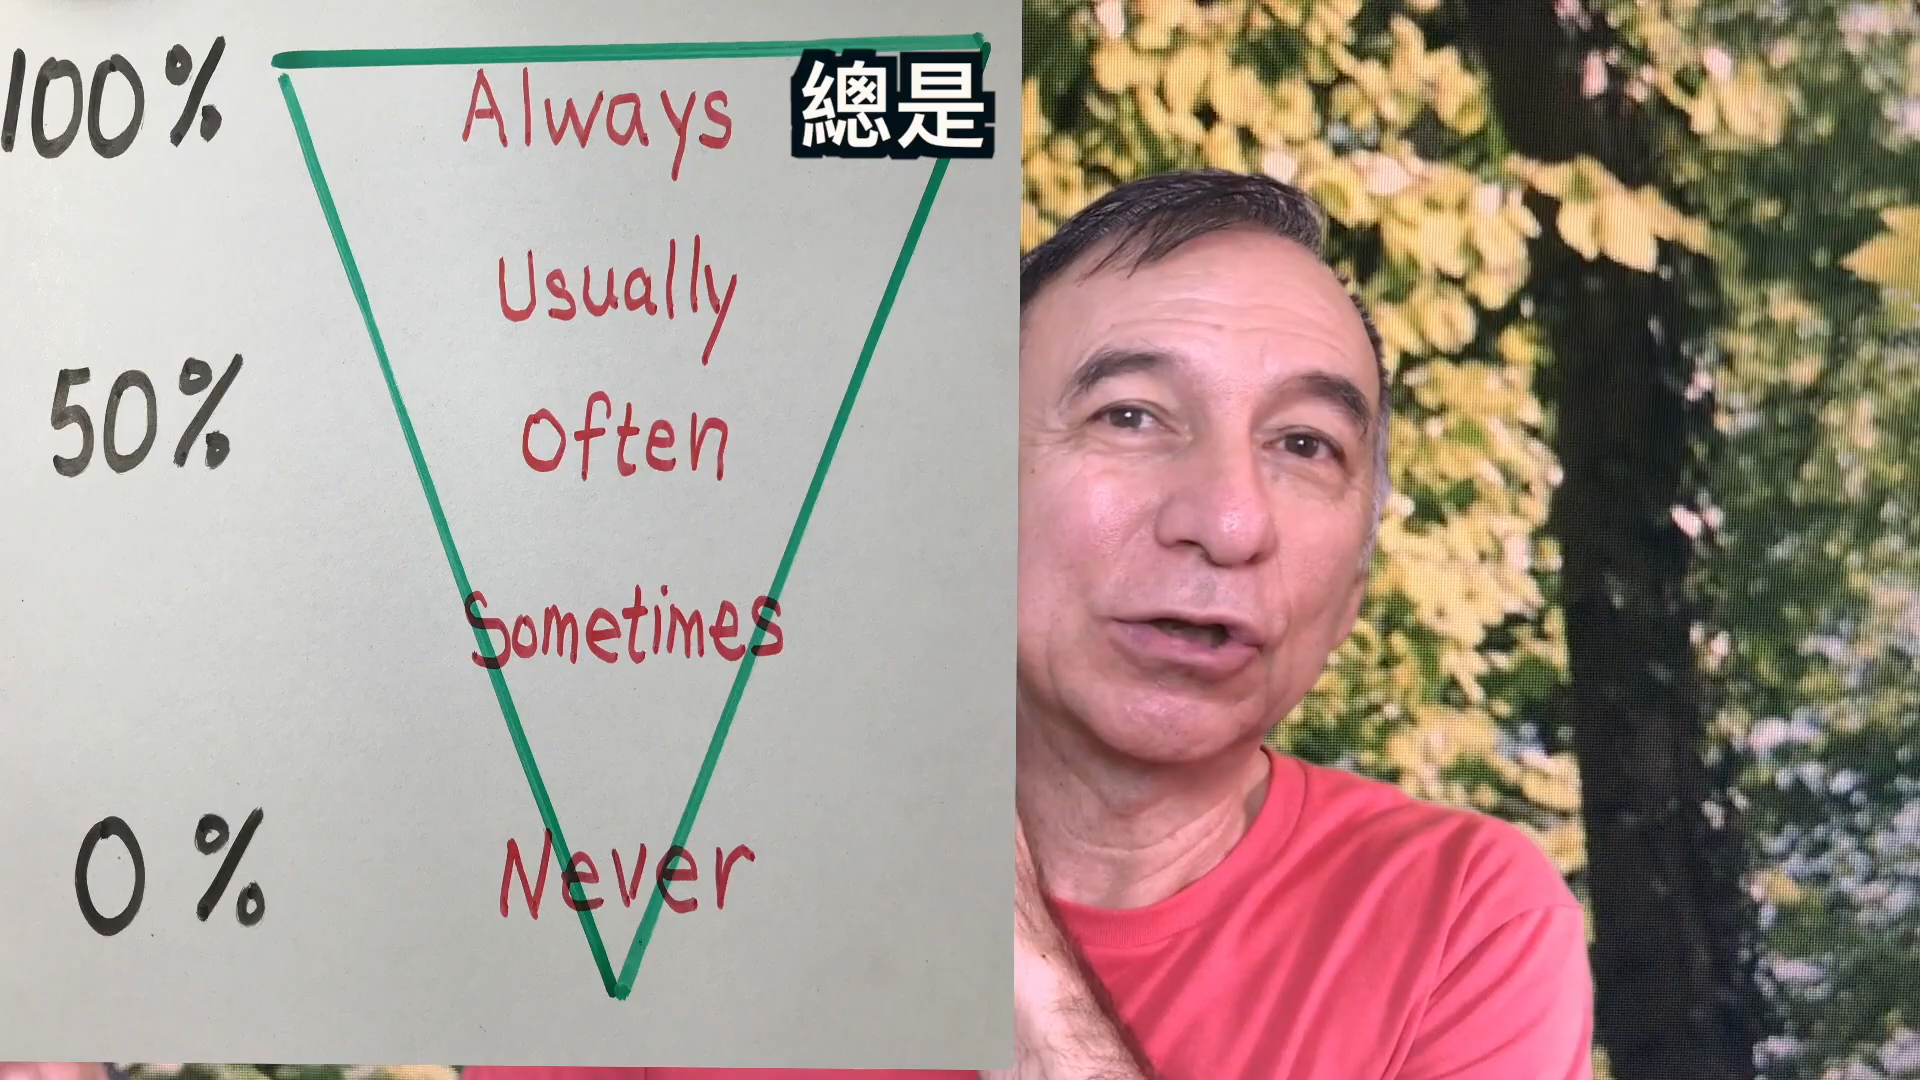 100% Always 總是
Usually
50% Often
Sometimes
0% Never